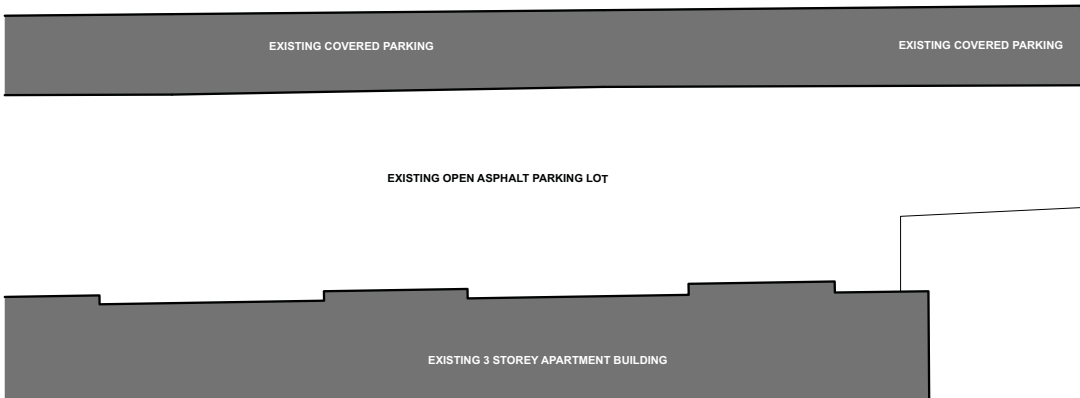 EXISTING COVERED PARKING
EXISTING COVERED PARKING
EXISTING OPEN ASPHALT PARKING LOT
EXISTING 3 STOREY APARTMENT BUILDING